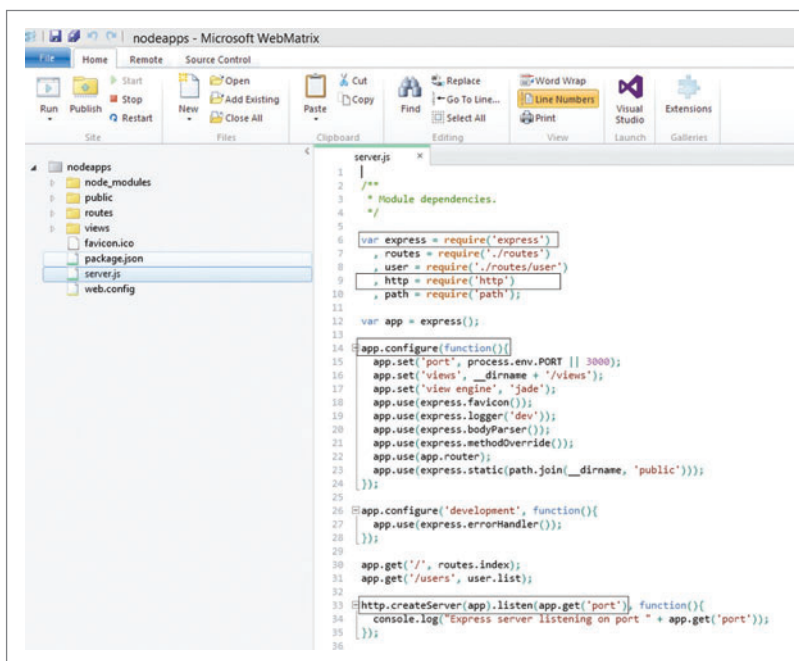 nodeapps - Microsoft WebMatrix
File Home Remote Source Control
Run
Publish
Start
Stop
Restart
Site
New
Open
Add Existing
Close All
Files
Paste
Cut
Copy
Clipboard
Find
Replace
Go To Line...
Select All
Editing
Word Wrap
Line Numbers
Print
View
Visual Studio
Launch
Extensions
Galleries
nodeapps
node_modules
public
routes
views
favicon.ico
package.json
server.js
web.config
server.js ×
1
2 /**
3 * Module dependencies.
4 */
5
6 var express = require('express')
7 , routes = require('./routes')
8 , user = require('./routes/user')
9 , http = require('http')
10 , path = require('path');
11
12 var app = express();
13
14 app.configure(function(){
15 app.set('port', process.env.PORT || 3000);
16 app.set('views', __dirname + '/views');
17 app.set('view engine', 'jade');
18 app.use(express.favicon());
19 app.use(express.logger('dev'));
20 app.use(express.bodyParser());
21 app.use(express.methodOverride());
22 app.use(app.router);
23 app.use(express.static(path.join(__dirname, 'public')));
24 });
25
26 app.configure('development', function(){
27 app.use(express.errorHandler());
28 });
29
30 app.get('/', routes.index);
31 app.get('/users', user.list);
32
33 http.createServer(app).listen(app.get('port'), function(){
34 console.log("Express server listening on port " + app.get('port'));
35 });
36